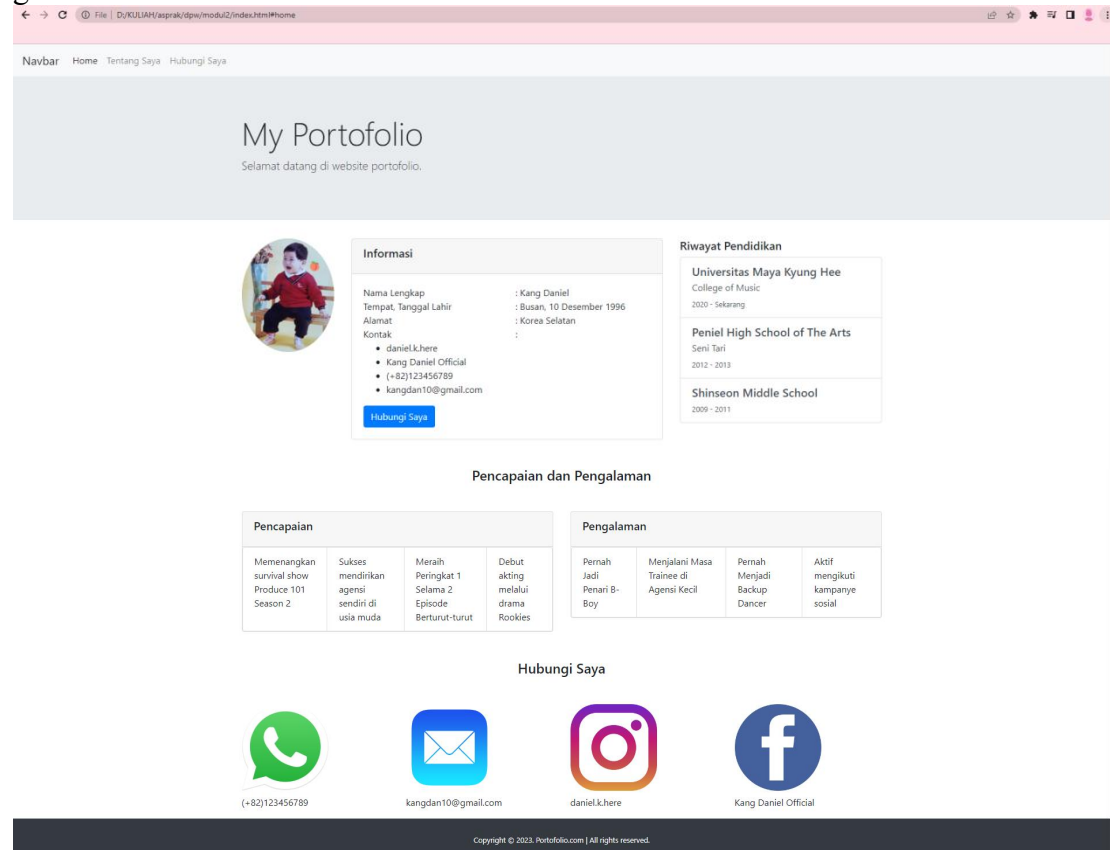 g
File | D:/KULIAH/asprak/dpw/modul2/index.html#home
Navbar Home Tentang Saya Hubungi Saya
My Portofolio
Selamat datang di website portofolio.
Informasi
Nama Lengkap : Kang Daniel
Tempat, Tanggal Lahir : Busan, 10 Desember 1996
Alamat : Korea Selatan
Kontak :
• daniel.k.here
• Kang Daniel Official
• (+82)123456789
• kangdan10@gmail.com
Hubungi Saya
Riwayat Pendidikan
Universitas Maya Kyung Hee
College of Music
2020 - Sekarang
Peniel High School of The Arts
Seni Tari
2012 - 2013
Shinseon Middle School
2009 - 2011
Pencapaian dan Pengalaman
Pencapaian
Memenangkan
survival show
Produce 101
Season 2
Sukses
mendirikan
agensi
sendiri di
usia muda
Meraih
Peringkat 1
Selama 2
Episode
Berturut-turut
Debut
akting
melalui
drama
Rookies
Pengalaman
Pernah
Jadi
Penari B-
Boy
Menjalani Masa
Trainee di
Agensi Kecil
Pernah
Menjadi
Backup
Dancer
Aktif
mengikuti
kampanye
sosial
Hubungi Saya
(+82)123456789
kangdan10@gmail.com
daniel.k.here
Kang Daniel Official
Copyright © 2023. Portofolio.com | All rights reserved.